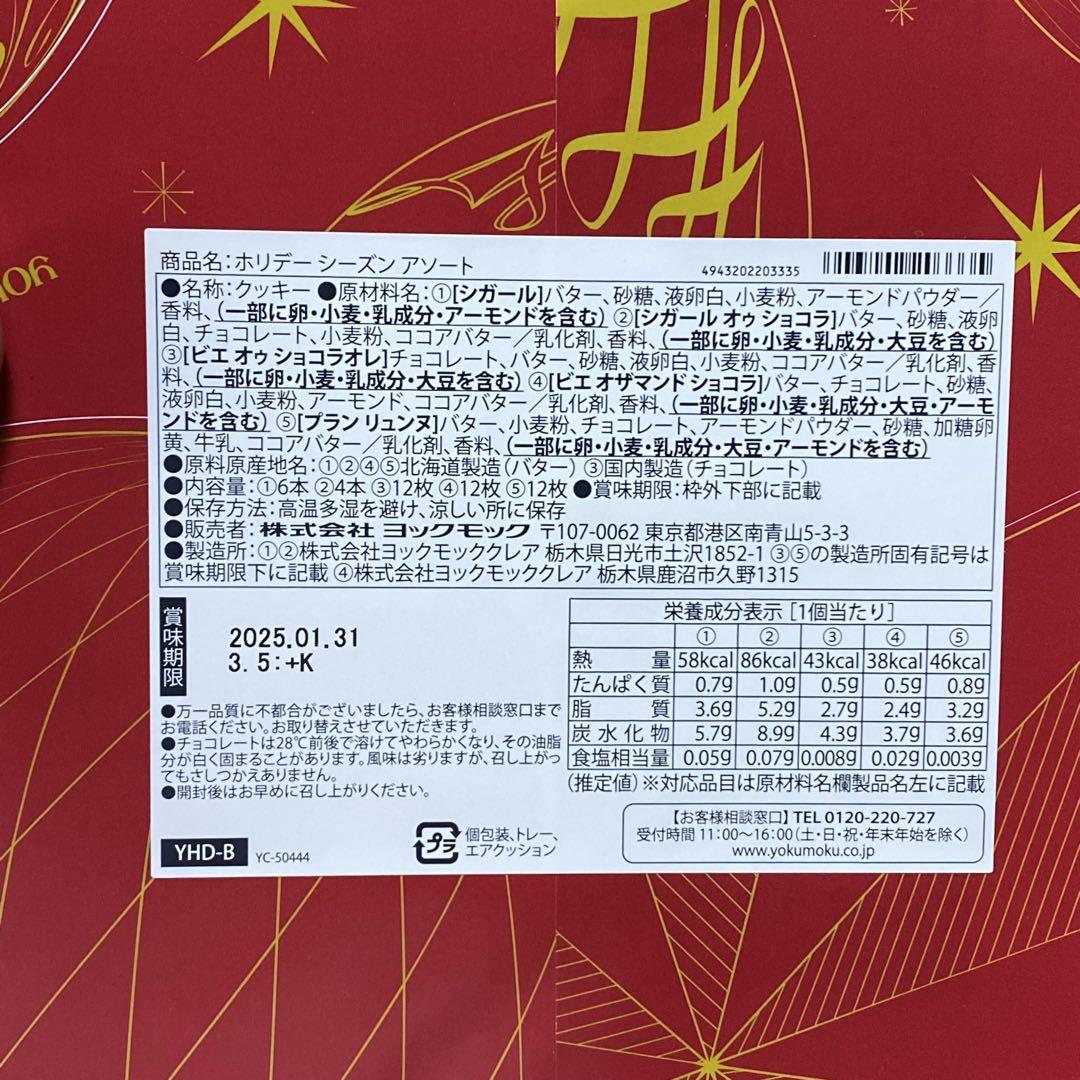 商品名：ホリデー シーズン アソート
4943202203335
●名称：クッキー ●原材料名：①[シガール]バター、砂糖、液卵白、小麦粉、アーモンドパウダー／
香料、（一部に卵・小麦・乳成分・アーモンドを含む） ②[シガール オゥ ショコラ]バター、砂糖、液卵
白、チョコレート、小麦粉、ココアバター／乳化剤、香料、（一部に卵・小麦・乳成分・大豆を含む）
③[ビエ オゥ ショコラオレ]チョコレート、バター、砂糖、液卵白、小麦粉、ココアバター／乳化剤、香
料、（一部に卵・小麦・乳成分・大豆を含む） ④[ビエ オザマンド ショコラ]バター、チョコレート、砂糖、
液卵白、小麦粉、アーモンド、ココアバター／乳化剤、香料、（一部に卵・小麦・乳成分・大豆・アーモ
ンドを含む） ⑤[プラン リュンヌ]バター、小麦粉、チョコレート、アーモンドパウダー、砂糖、加糖卵
黄、牛乳、ココアバター／乳化剤、香料、（一部に卵・小麦・乳成分・大豆・アーモンドを含む）
●原料原産地名：①②④⑤北海道製造（バター） ③国内製造（チョコレート）
●内容量：①6本 ②4本 ③12枚 ④12枚 ⑤12枚 ●賞味期限：枠外下部に記載
●保存方法：高温多湿を避け、涼しい所に保存
●販売者：株式会社 ヨックモック 〒107-0062 東京都港区南青山5-3-3
●製造所：①②株式会社ヨックモッククレア 栃木県日光市土沢1852-1 ③⑤の製造所固有記号は
賞味期限下に記載 ④株式会社ヨックモッククレア 栃木県鹿沼市久野1315
賞味期限
2025.01.31
3. 5:+K
●万一品質に不都合がございましたら、お客様相談窓口まで
お電話ください。お取り替えさせていただきます。
●チョコレートは28℃前後で溶けてやわらかくなり、その油脂
分が白く固まることがあります。風味は劣りますが、召し上がっ
てもさしつかえありません。
●開封後はお早めに召し上がりください。
YHD-B YC-50444
プラ
個包装、トレー、
エアクッション
栄養成分表示 [1個当たり]
① ② ③ ④ ⑤
熱量 58kcal 86kcal 43kcal 38kcal 46kcal
たんぱく質 0.7g 1.0g 0.5g 0.5g 0.8g
脂質 3.6g 5.2g 2.7g 2.4g 3.2g
炭水化物 5.7g 8.9g 4.3g 3.7g 3.6g
食塩相当量 0.05g 0.07g 0.008g 0.02g 0.003g
（推定値）※対応品目は原材料名欄製品名左に記載
【お客様相談窓口】TEL 0120-220-727
受付時間 11:00～16:00（土・日・祝・年末年始を除く）
www.yokumoku.co.jp